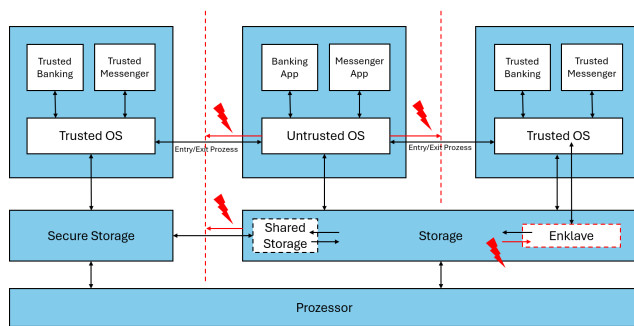 Trusted
Banking
Trusted
Messenger
Trusted OS
Banking
App
Messenger
App
Untrusted OS
Trusted
Banking
Trusted
Messenger
Trusted OS
Entry/Exit Prozess
Entry/Exit Prozess
Secure Storage
Shared
Storage
Storage
Enklave
Prozessor